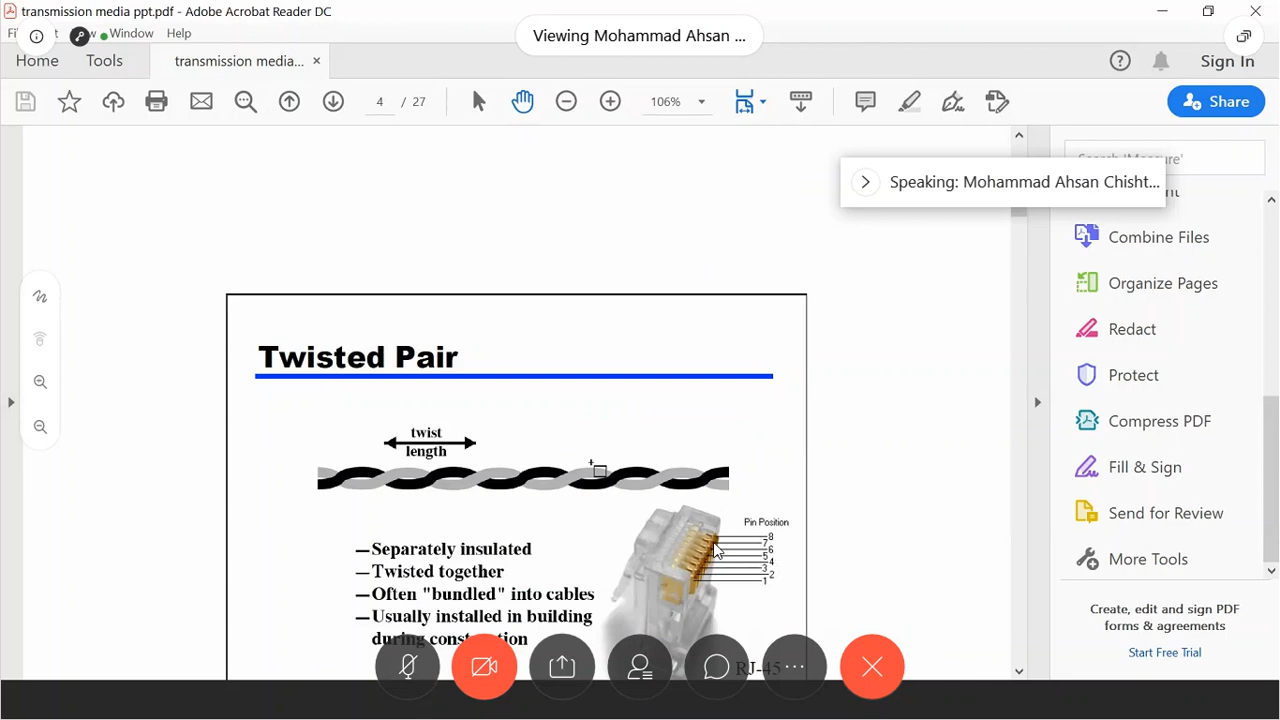 transmission media ppt.pdf - Adobe Acrobat Reader DC
Window Help
Viewing Mohammad Ahsan ...
Home Tools transmission media... × Sign In
4 / 27 106% Share
Search 'Measure'
Speaking: Mohammad Ahsan Chisht...
Combine Files
Organize Pages
Redact
Protect
Compress PDF
Fill & Sign
Send for Review
More Tools
Create, edit and sign PDF
forms & agreements
Start Free Trial
Twisted Pair
twist
length
Pin Position
8
7
6
5
4
3
2
1
—Separately insulated
—Twisted together
—Often "bundled" into cables
—Usually installed in building
during construction
RJ-45